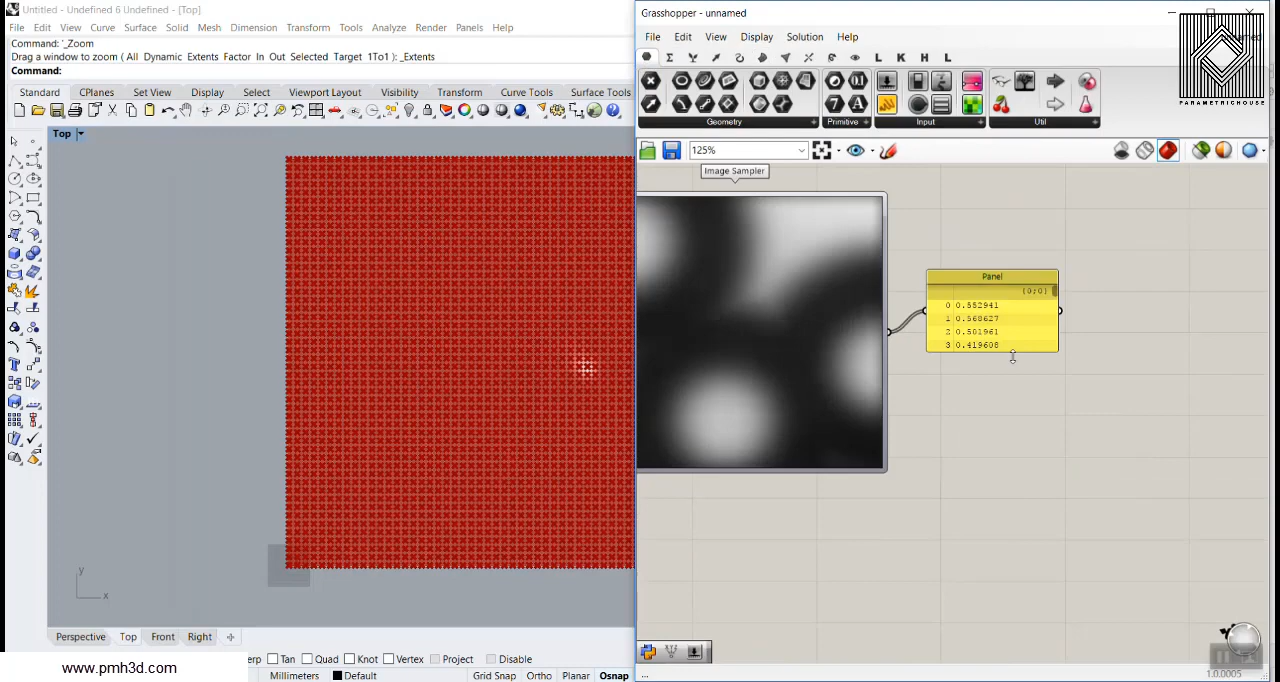 Untitled - Undefined 6 Undefined - [Top]
File Edit View Curve Surface Solid Mesh Dimension Transform Tools Analyze Render Panels Help
Command: '_Zoom
Drag a window to zoom ( All Dynamic Extents Factor In Out Selected Target 1To1 ): _Extents
Command:
Standard CPlanes Set View Display Select Viewport Layout Visibility Transform Curve Tools Surface Tools
Top
y
x
Perspective Top Front Right
erp Tan Quad Knot Vertex Project Disable
Millimeters Default Grid Snap Ortho Planar Osnap
www.pmh3d.com
Grasshopper - unnamed
File Edit View Display Solution Help
L K H L
Geometry Primitive Input Util
125%
Image Sampler
Panel
{0;0}
0 0.552941
1 0.568627
2 0.501961
3 0.419608
PARAMETRICHOUSE
...
1.0.0005